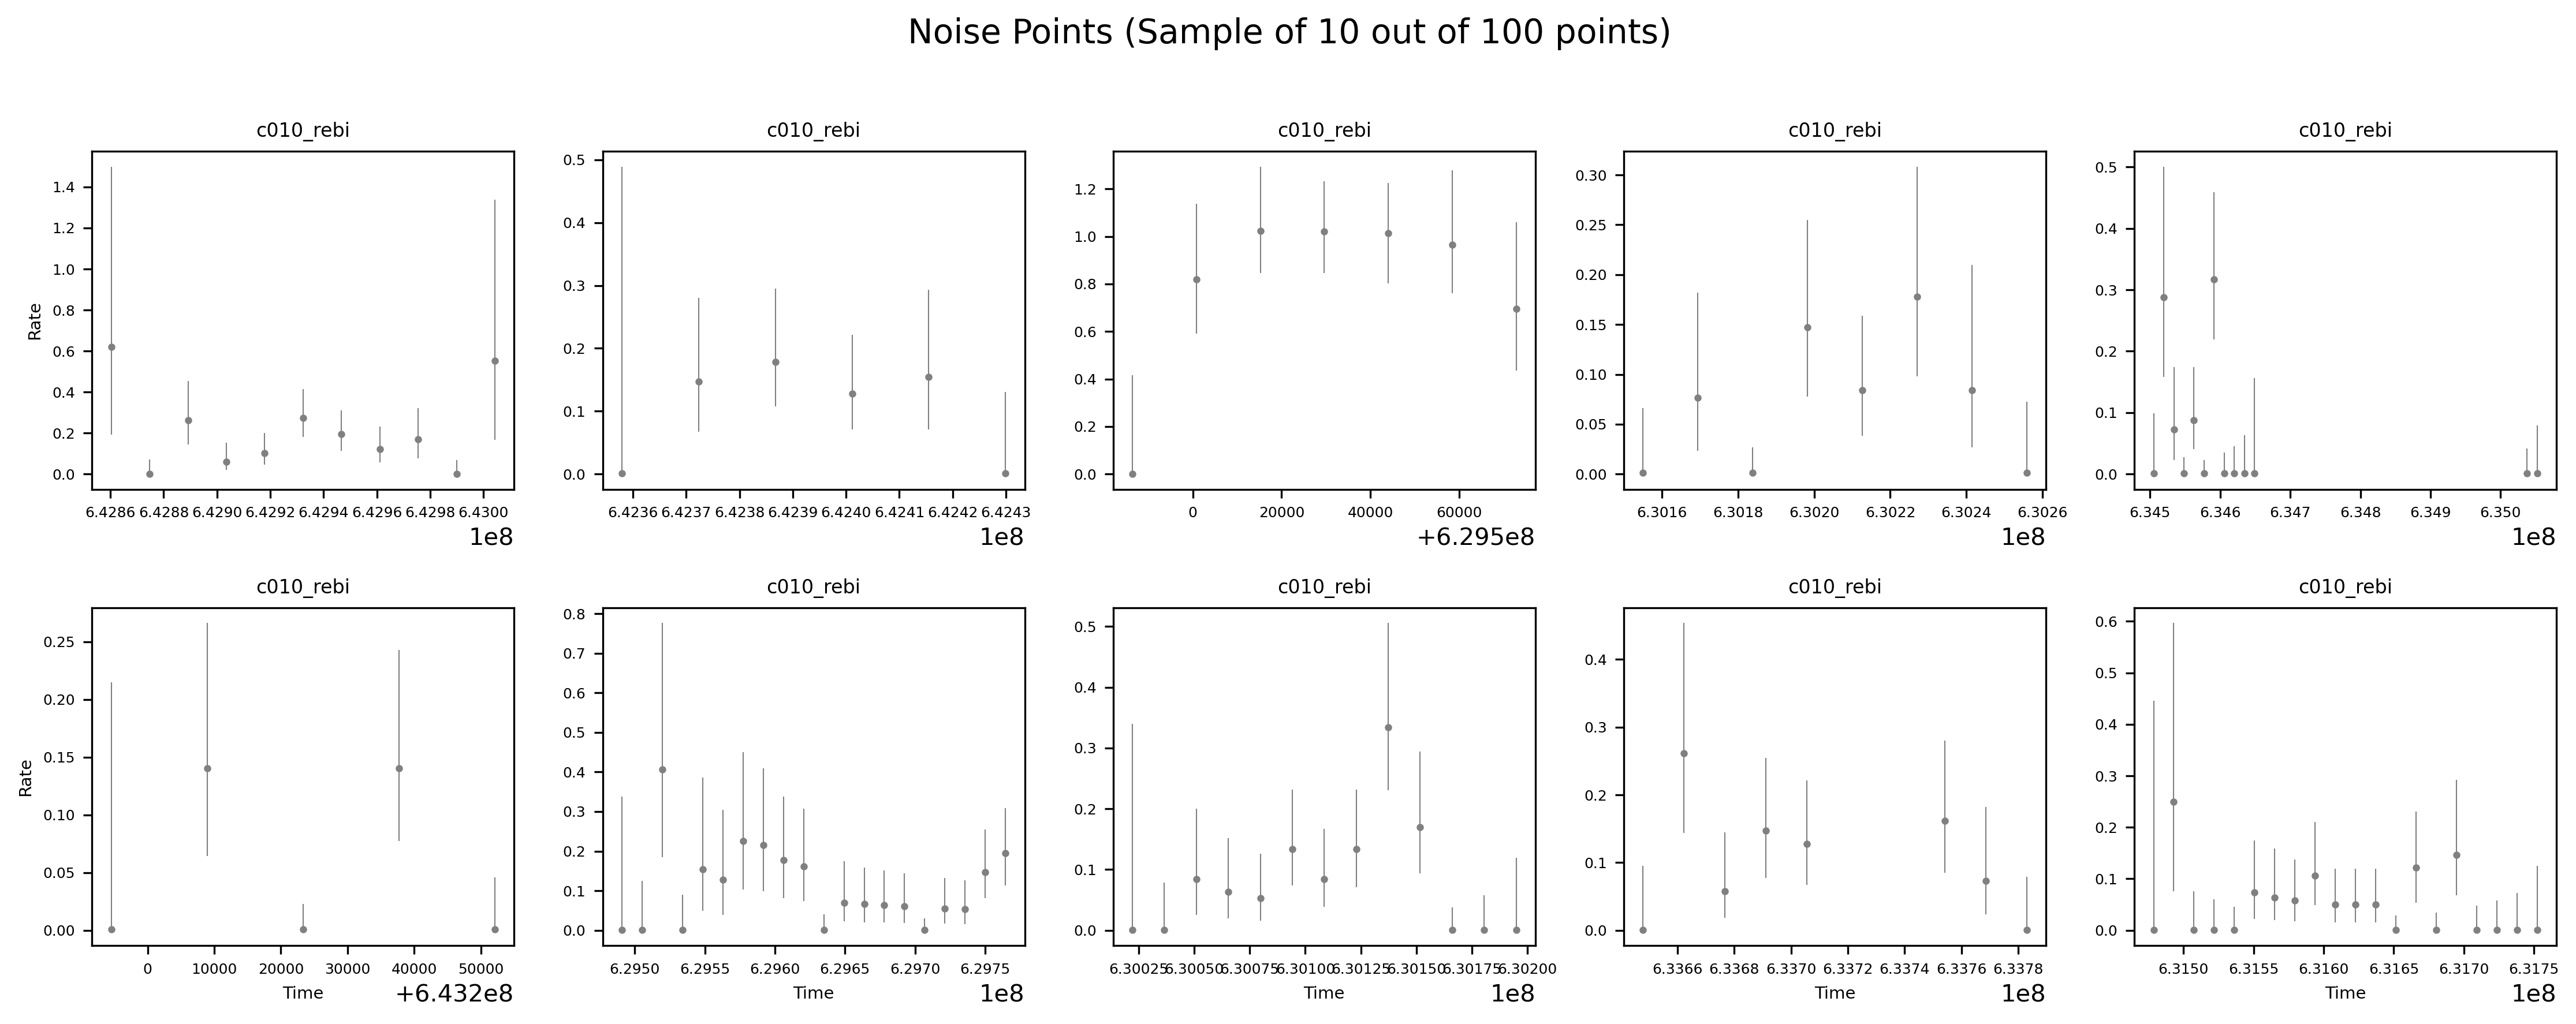 Noise Points (Sample of 10 out of 100 points)
c010_rebi c010_rebi c010_rebi c010_rebi c010_rebi
Rate
1.4
1.2
1.0
0.8
0.6
0.4
0.2
0.0
6.4286 6.4288 6.4290 6.4292 6.4294 6.4296 6.4298 6.4300
1e8
0.5
0.4
0.3
0.2
0.1
0.0
6.4236 6.4237 6.4238 6.4239 6.4240 6.4241 6.4242 6.4243
1e8
1.2
1.0
0.8
0.6
0.4
0.2
0.0
0 20000 40000 60000
+6.295e8
0.30
0.25
0.20
0.15
0.10
0.05
0.00
6.3016 6.3018 6.3020 6.3022 6.3024 6.3026
1e8
0.5
0.4
0.3
0.2
0.1
0.0
6.345 6.346 6.347 6.348 6.349 6.350
1e8
c010_rebi c010_rebi c010_rebi c010_rebi c010_rebi
Rate
0.25
0.20
0.15
0.10
0.05
0.00
0 10000 20000 30000 40000 50000
Time
+6.432e8
0.8
0.7
0.6
0.5
0.4
0.3
0.2
0.1
0.0
6.2950 6.2955 6.2960 6.2965 6.2970 6.2975
Time
1e8
0.5
0.4
0.3
0.2
0.1
0.0
6.30025 6.30050 6.30075 6.30100 6.30125 6.30150 6.30175 6.30200
Time
1e8
0.4
0.3
0.2
0.1
0.0
6.3366 6.3368 6.3370 6.3372 6.3374 6.3376 6.3378
Time
1e8
0.6
0.5
0.4
0.3
0.2
0.1
0.0
6.3150 6.3155 6.3160 6.3165 6.3170 6.3175
Time
1e8